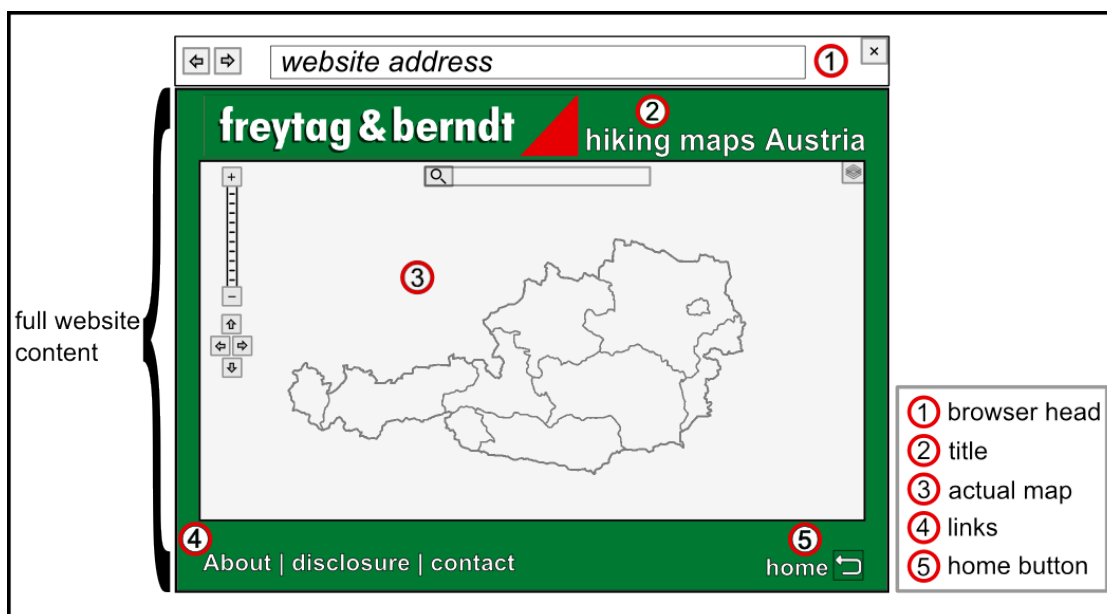 website address
1
×
freytag & berndt
2
hiking maps Austria
+
3
−
full website
content
4
About | disclosure | contact
5
home
1 browser head
2 title
3 actual map
4 links
5 home button